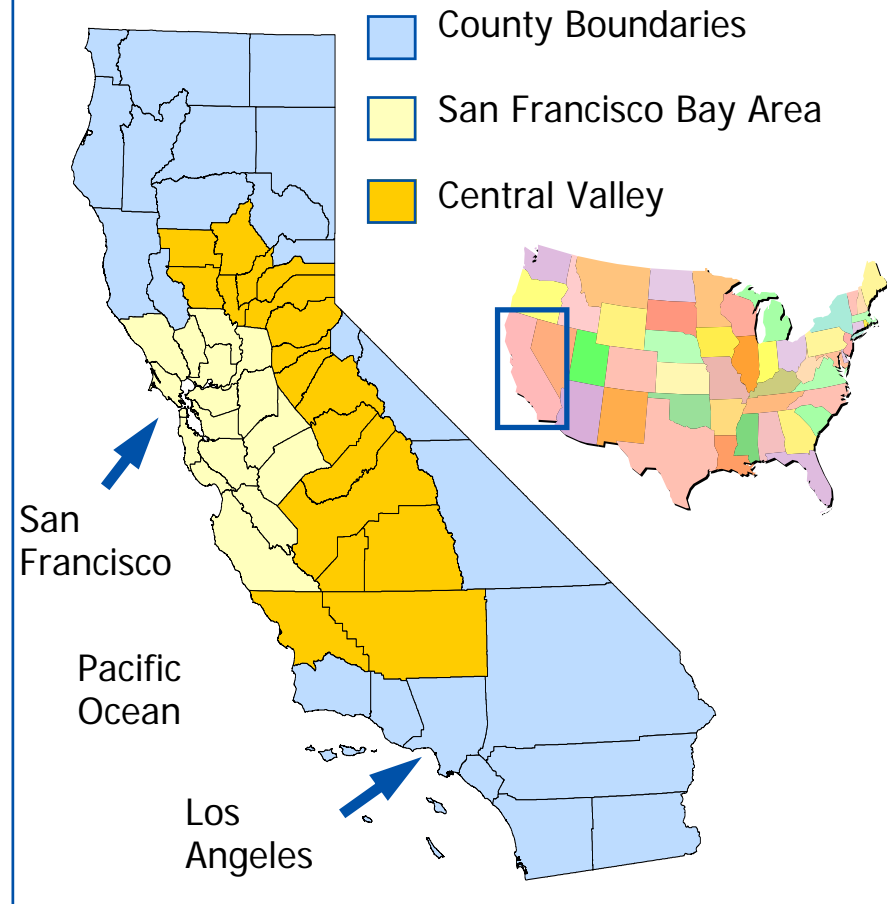 County Boundaries
San Francisco Bay Area
Central Valley
San
Francisco
Pacific
Ocean
Los
Angeles